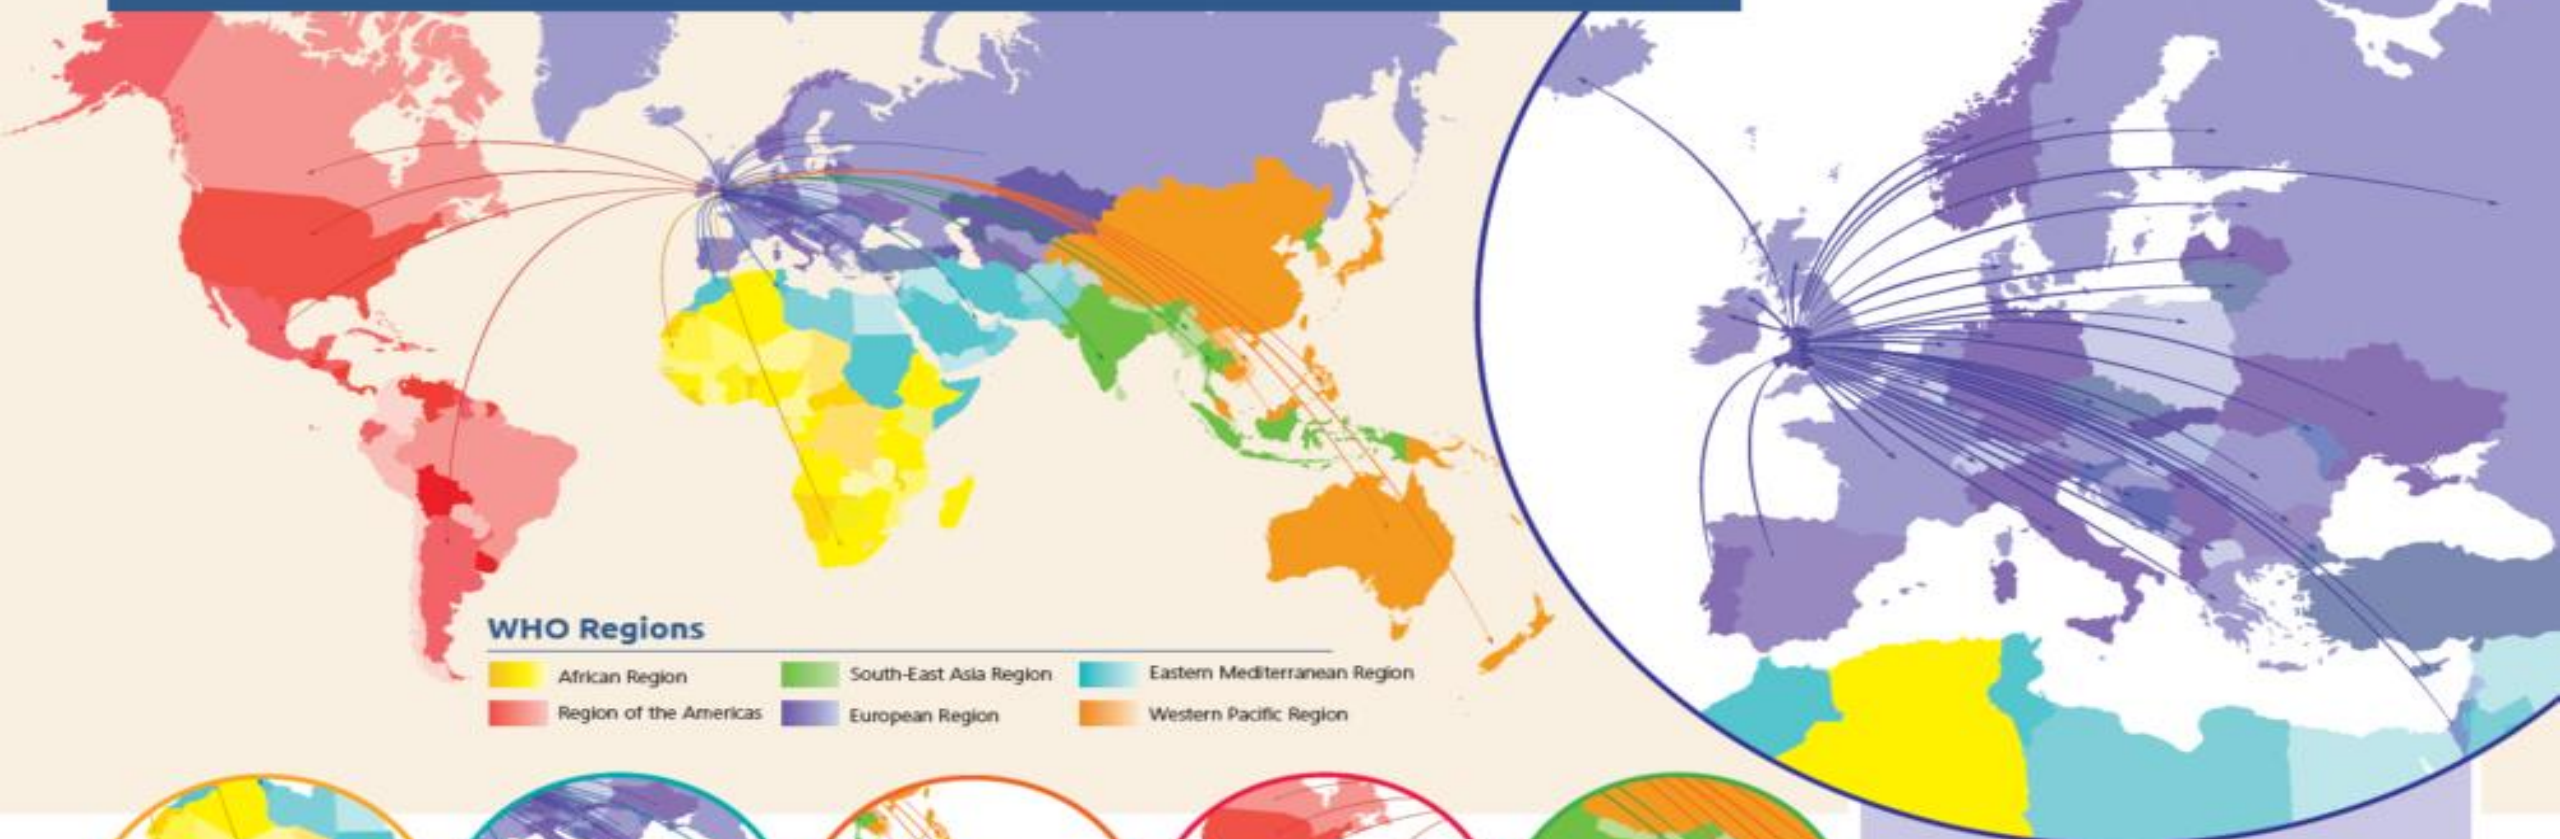 WHO Regions
African Region
South-East Asia Region
Eastern Mediterranean Region
Region of the Americas
European Region
Western Pacific Region